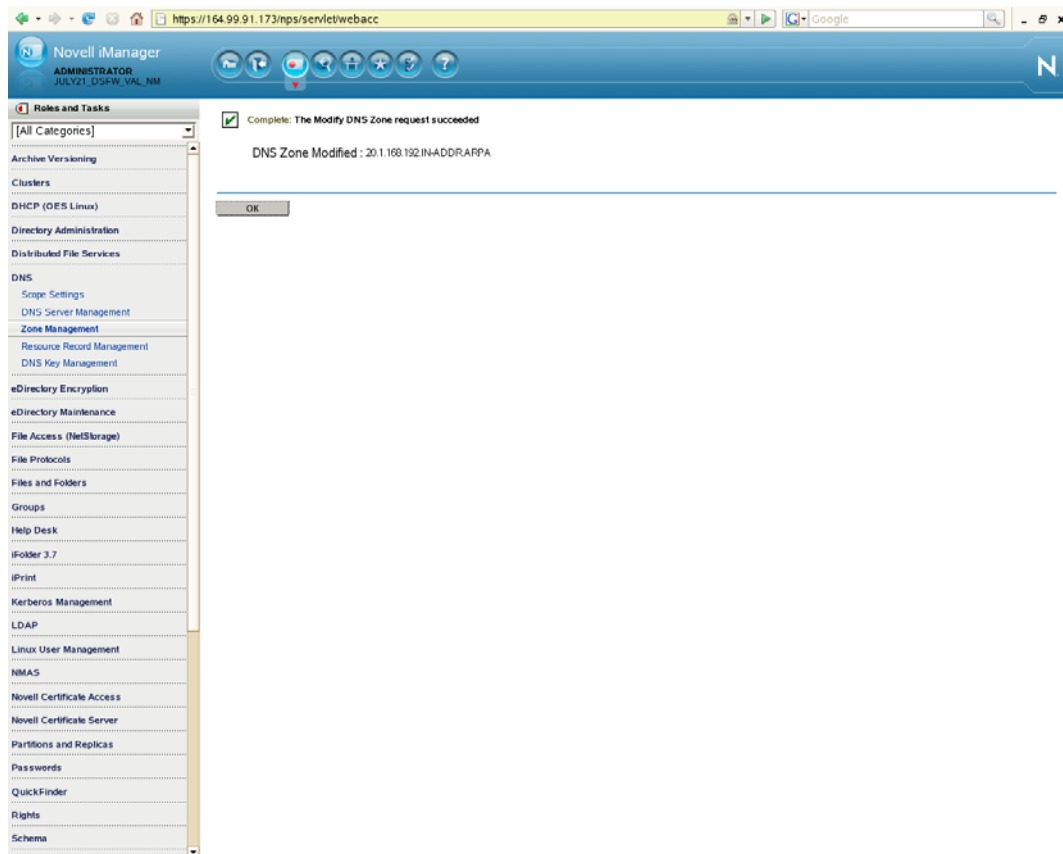 https://164.99.91.173/nps/servlet/webacc
Google
Novell iManager
ADMINISTRATOR
JULY21_DSFW_VAL_NM
N
Roles and Tasks
[All Categories]
Archive Versioning
Clusters
DHCP (OES Linux)
Directory Administration
Distributed File Services
DNS
Scope Settings
DNS Server Management
Zone Management
Resource Record Management
DNS Key Management
eDirectory Encryption
eDirectory Maintenance
File Access (NetStorage)
File Protocols
Files and Folders
Groups
Help Desk
iFolder 3.7
iPrint
Kerberos Management
LDAP
Linux User Management
NMAS
Novell Certificate Access
Novell Certificate Server
Partitions and Replicas
Passwords
QuickFinder
Rights
Schema
Complete: The Modify DNS Zone request succeeded
DNS Zone Modified : 20.1.168.192.IN-ADDR.ARPA
OK